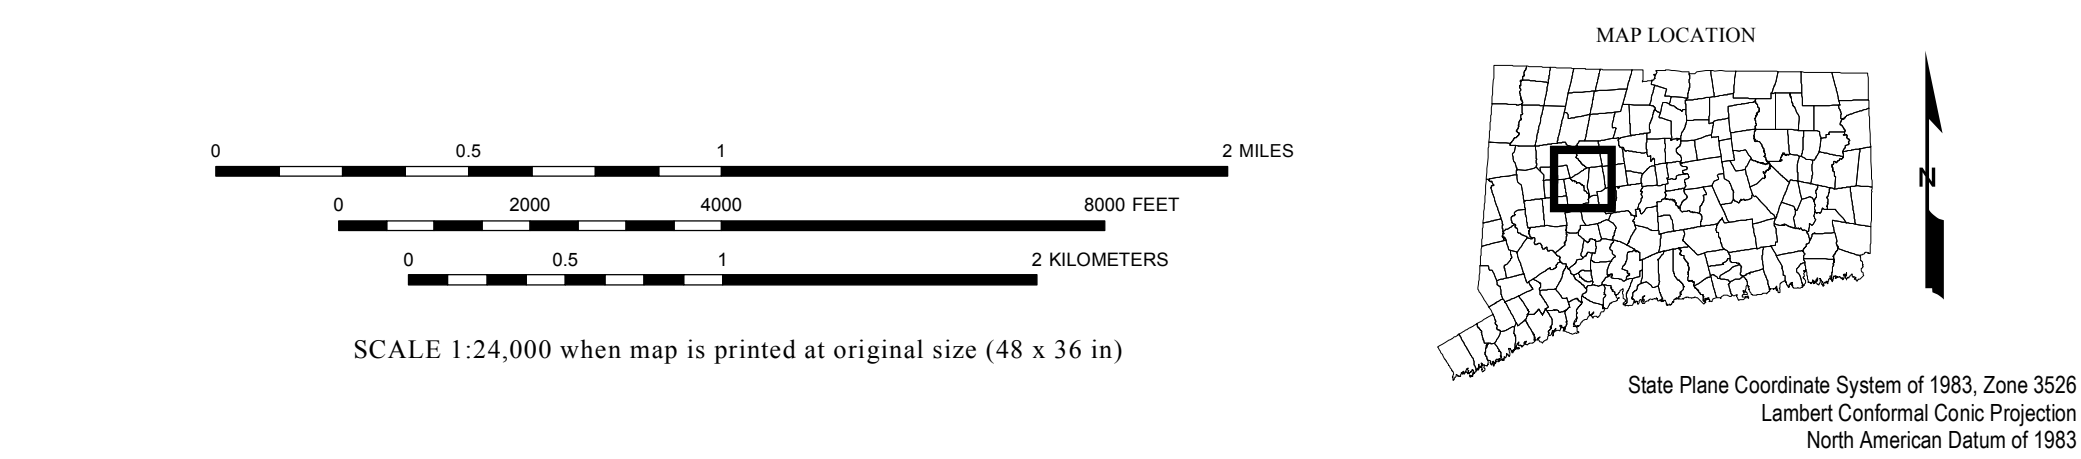 MAP LOCATION
0 0.5 1 2 MILES
0 2000 4000 8000 FEET
0 0.5 1 2 KILOMETERS
N
SCALE 1:24,000 when map is printed at original size (48 x 36 in)
State Plane Coordinate System of 1983, Zone 3526
Lambert Conformal Conic Projection
North American Datum of 1983